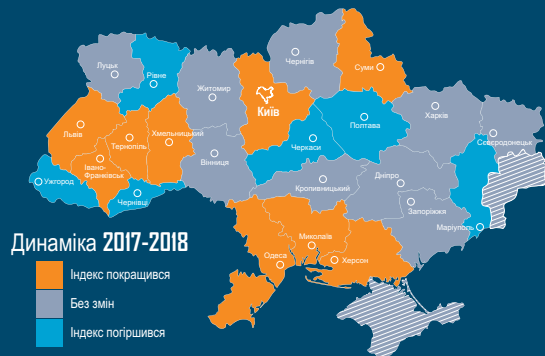 Луцьк
Рівне
Житомир
Чернігів
Суми
Київ
Львів
Тернопіль
Хмельницький
Івано-
Франківськ
Ужгород
Чернівці
Вінниця
Черкаси
Полтава
Харків
Сєвєродонецьк
Кропивницький
Дніпро
Запоріжжя
Маріуполь
Миколаїв
Одеса
Херсон
Динаміка 2017-2018
Індекс покращився
Без змін
Індекс погіршився